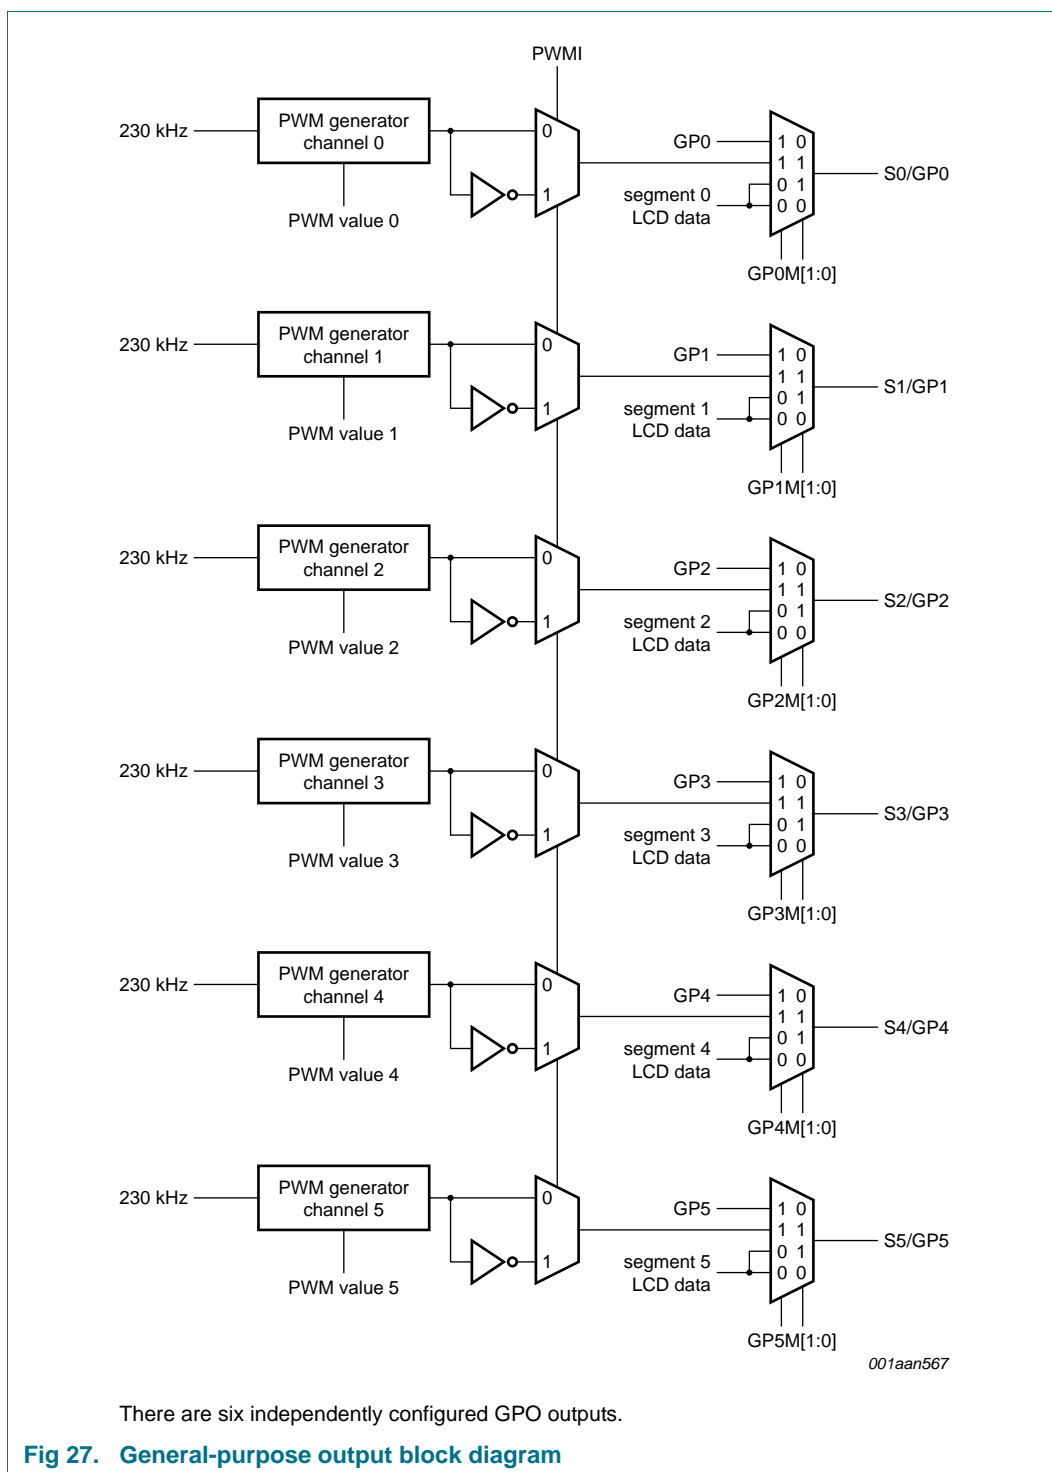 PWMI
230 kHz
PWM generator
channel 0
PWM value 0
0
1
GP0
segment 0
LCD data
1 0
1 1
0 1
0 0
S0/GP0
GP0M[1:0]
230 kHz
PWM generator
channel 1
PWM value 1
0
1
GP1
segment 1
LCD data
1 0
1 1
0 1
0 0
S1/GP1
GP1M[1:0]
230 kHz
PWM generator
channel 2
PWM value 2
0
1
GP2
segment 2
LCD data
1 0
1 1
0 1
0 0
S2/GP2
GP2M[1:0]
230 kHz
PWM generator
channel 3
PWM value 3
0
1
GP3
segment 3
LCD data
1 0
1 1
0 1
0 0
S3/GP3
GP3M[1:0]
230 kHz
PWM generator
channel 4
PWM value 4
0
1
GP4
segment 4
LCD data
1 0
1 1
0 1
0 0
S4/GP4
GP4M[1:0]
230 kHz
PWM generator
channel 5
PWM value 5
0
1
GP5
segment 5
LCD data
1 0
1 1
0 1
0 0
S5/GP5
GP5M[1:0]
001aan567
There are six independently configured GPO outputs.
Fig 27. General-purpose output block diagram